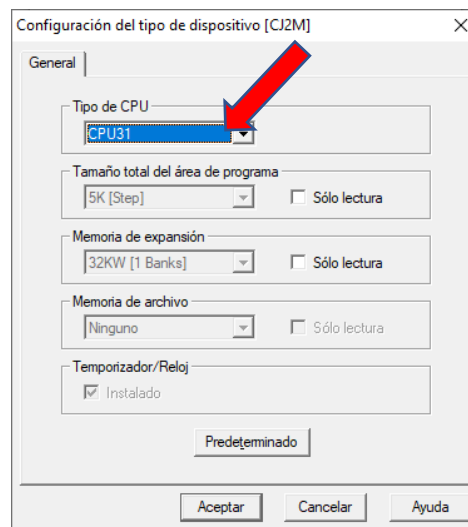 Configuración del tipo de dispositivo [CJ2M]
General
Tipo de CPU
CPU31
Tamaño total del área de programa
5K [Step]
Sólo lectura
Memoria de expansión
32KW [1 Banks]
Sólo lectura
Memoria de archivo
Ninguno
Sólo lectura
Temporizador/Reloj
Instalado
Predeterminado
Aceptar
Cancelar
Ayuda